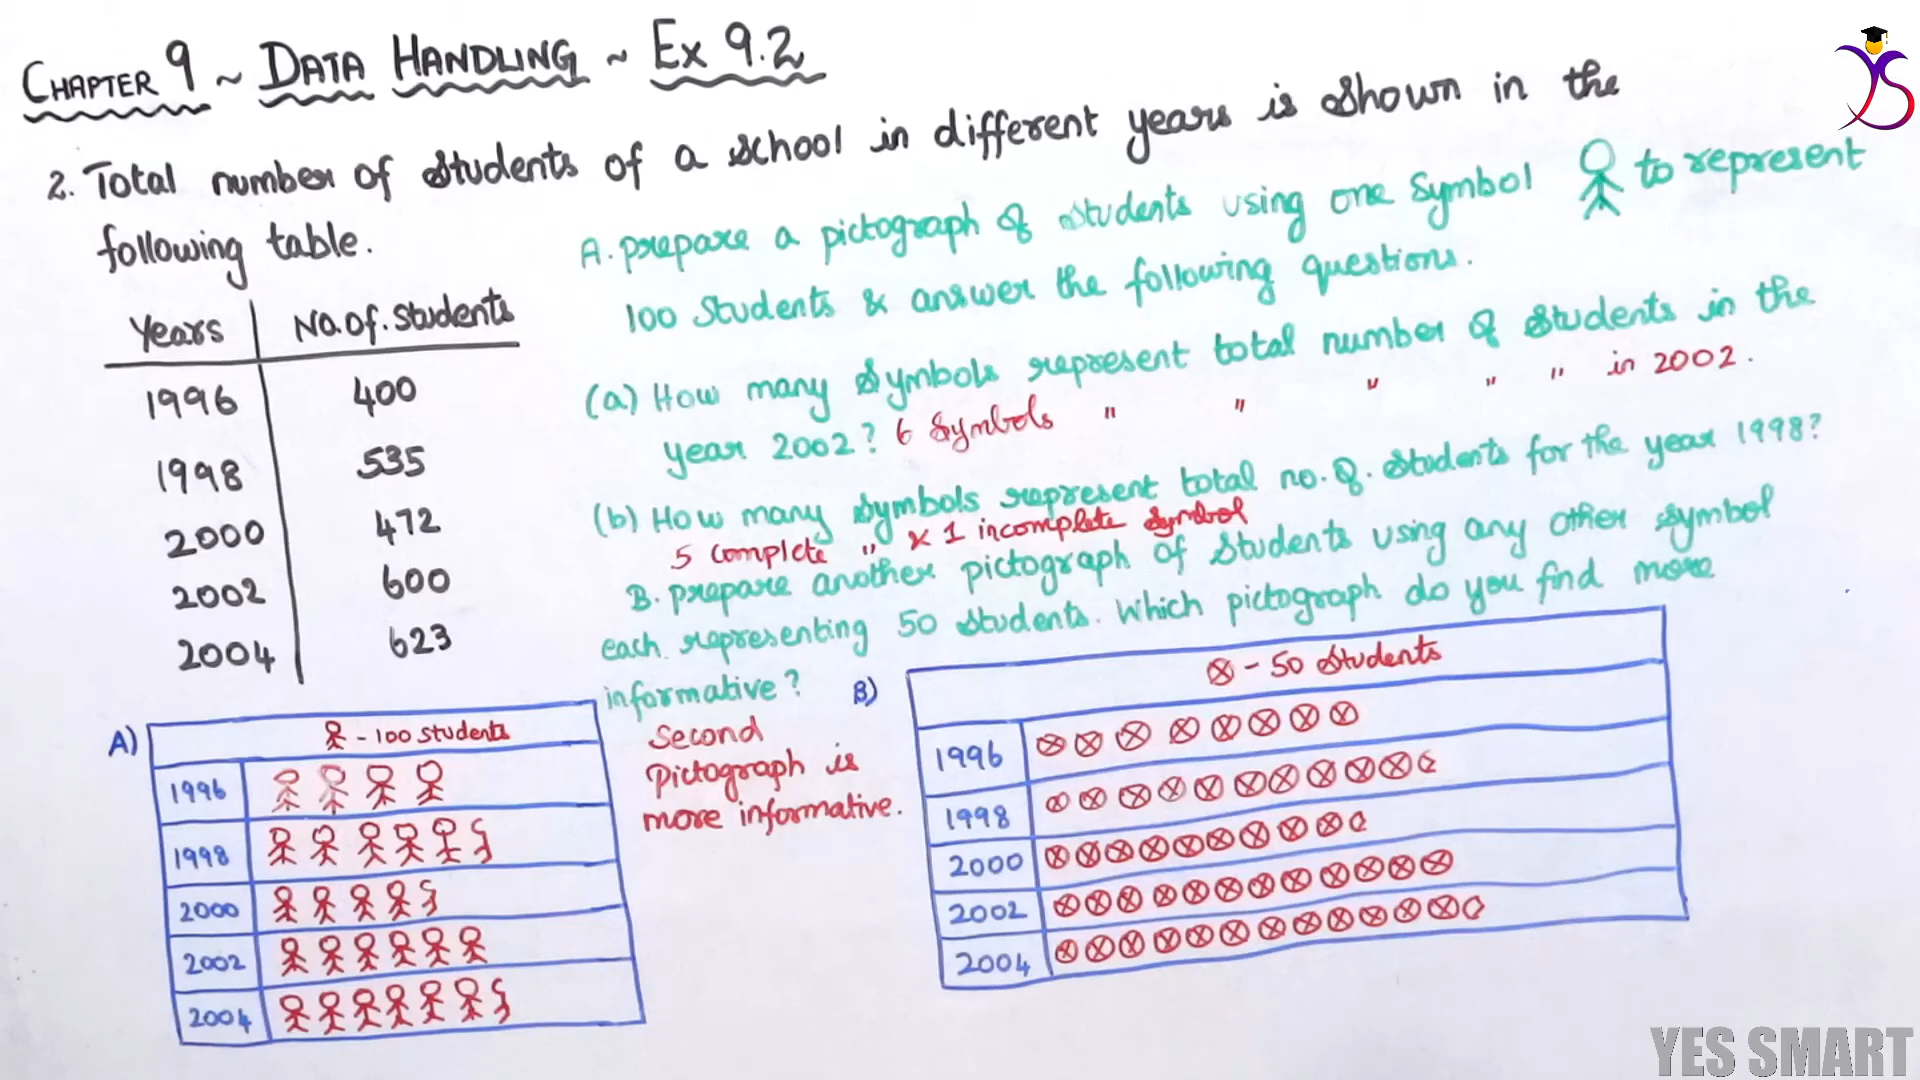 CHAPTER 9 ~ DATA HANDLING ~ Ex 9.2
2. Total number of students of a school in different years is shown in the
following table.
Years No.of.students
1996 400
1998 535
2000 472
2002 600
2004 623
A. prepare a pictograph of students using one symbol to represent
100 students & answer the following questions.
(a) How many symbols represent total number of students in the
year 2002? 6 Symbols " " " " " in 2002.
(b) How many symbols represent total no.of.students for the year 1998?
5 complete " & 1 incomplete symbol
B. prepare another pictograph of students using any other symbol
each representing 50 students. Which pictograph do you find more
informative?
Second
Pictograph is
more informative.
A)
- 100 students
1996
1998
2000
2002
2004
B)
- 50 students
1996
1998
2000
2002
2004
YS
YES SMART